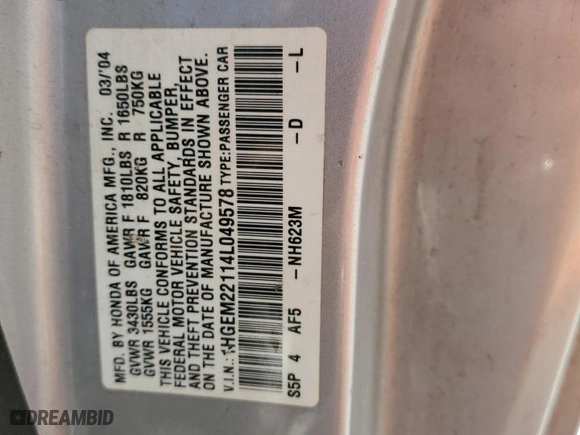 MFD. BY HONDA OF AMERICA MFG., INC. 03/'04
GVWR 3430LBS GAWR F 1810LBS R 1650LBS
GVWR 1555KG GAWR F 820KG R 750KG
THIS VEHICLE CONFORMS TO ALL APPLICABLE
FEDERAL MOTOR VEHICLE SAFETY, BUMPER,
AND THEFT PREVENTION STANDARDS IN EFFECT
ON THE DATE OF MANUFACTURE SHOWN ABOVE.
V.I.N.: 1HGEM22114L049578 TYPE:PASSENGER CAR
S5P 4 AF5 - NH623M - D - L
DREAMBID